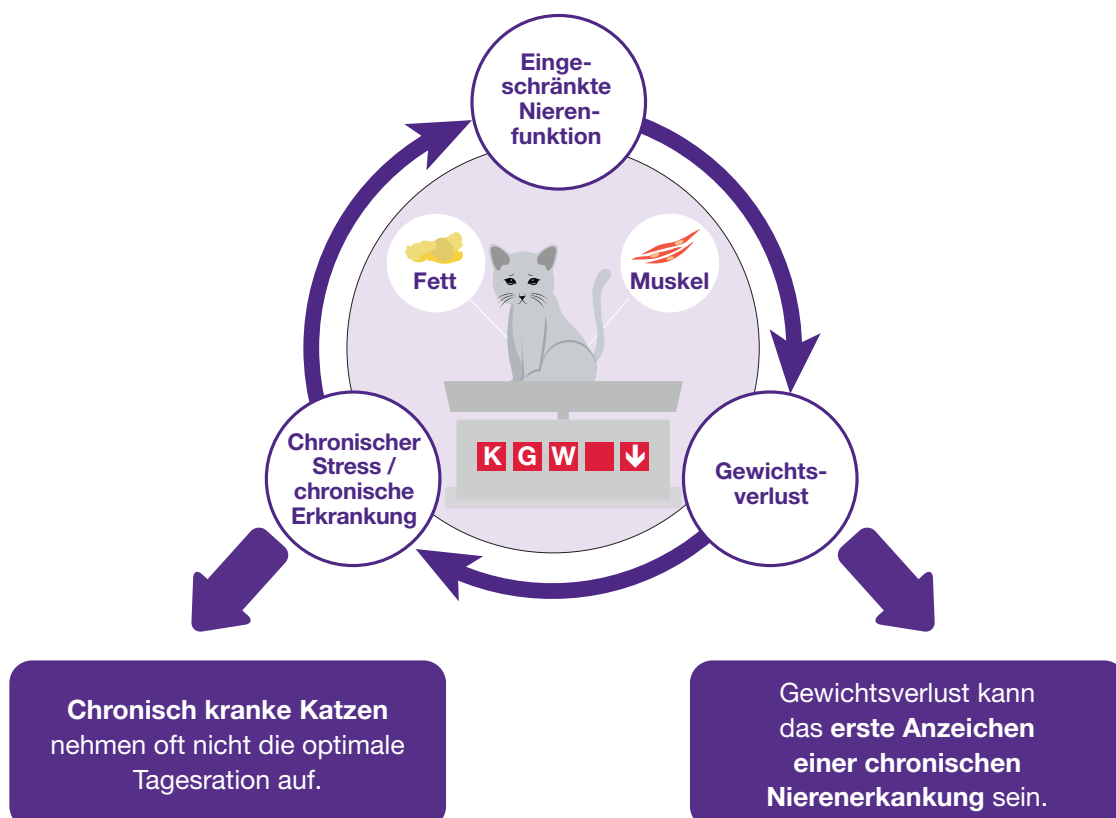 Einge-
schränkte
Nieren-
funktion
Fett
Muskel
K G W
Chronischer
Stress /
chronische
Erkrankung
Gewichts-
verlust
Chronisch kranke Katzen
nehmen oft nicht die optimale
Tagesration auf.
Gewichtsverlust kann
das erste Anzeichen
einer chronischen
Nierenerkankung sein.